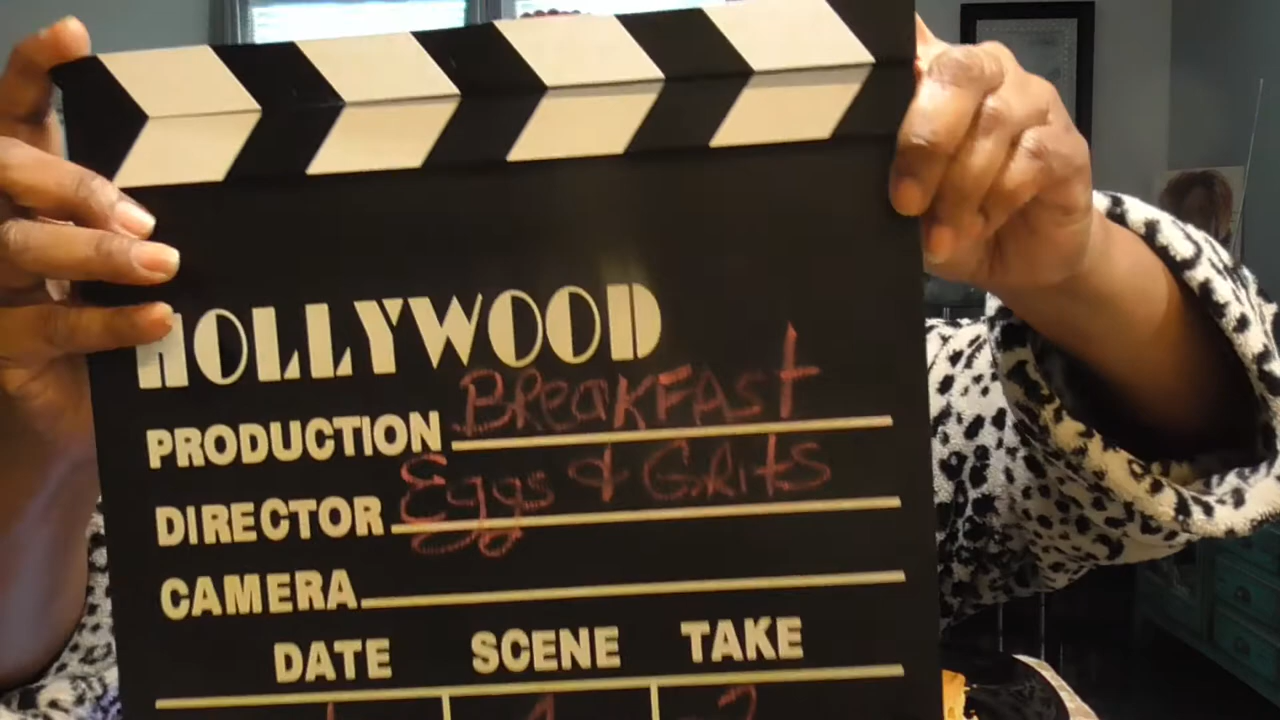 HOLLYWOOD
PRODUCTION BReaKFAst
DIRECTOR Eggs & GRitS
CAMERA
DATE SCENE TAKE